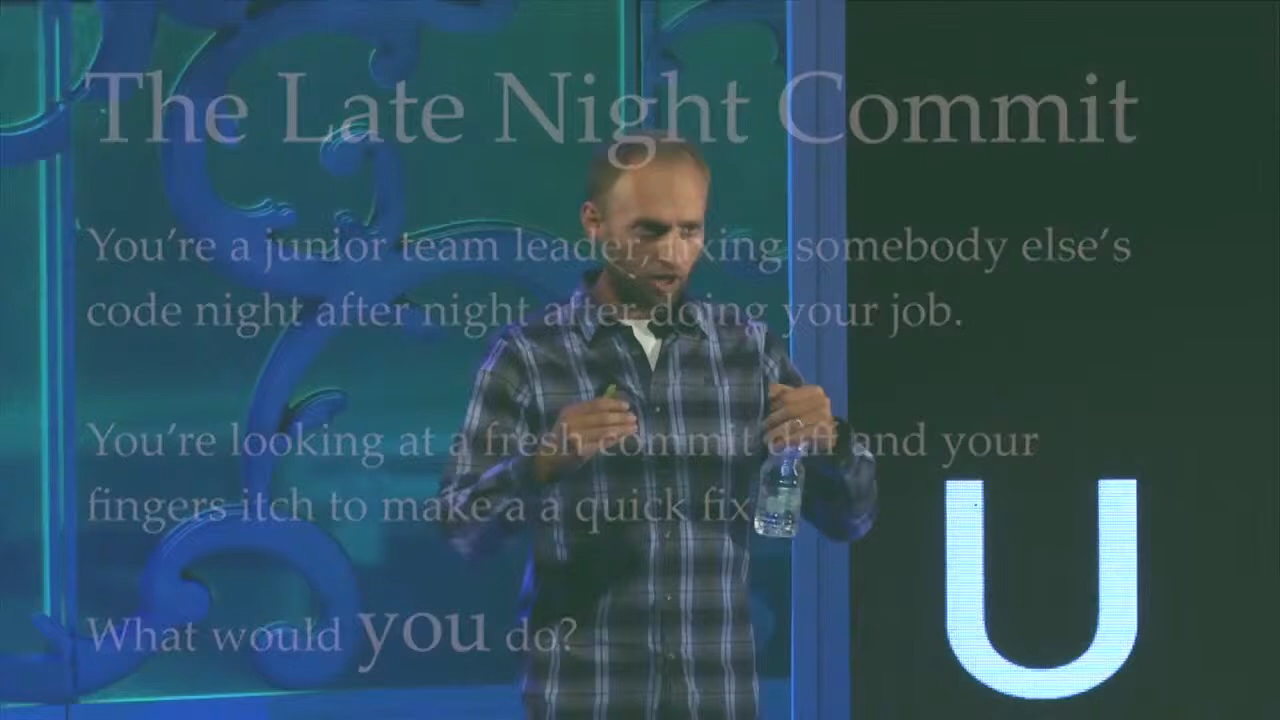 The Late Night Commit
You're a junior team leader, fixing somebody else's
code night after night after doing your job.
You're looking at a fresh commit diff and your
fingers itch to make a a quick fix
What would you do?
U